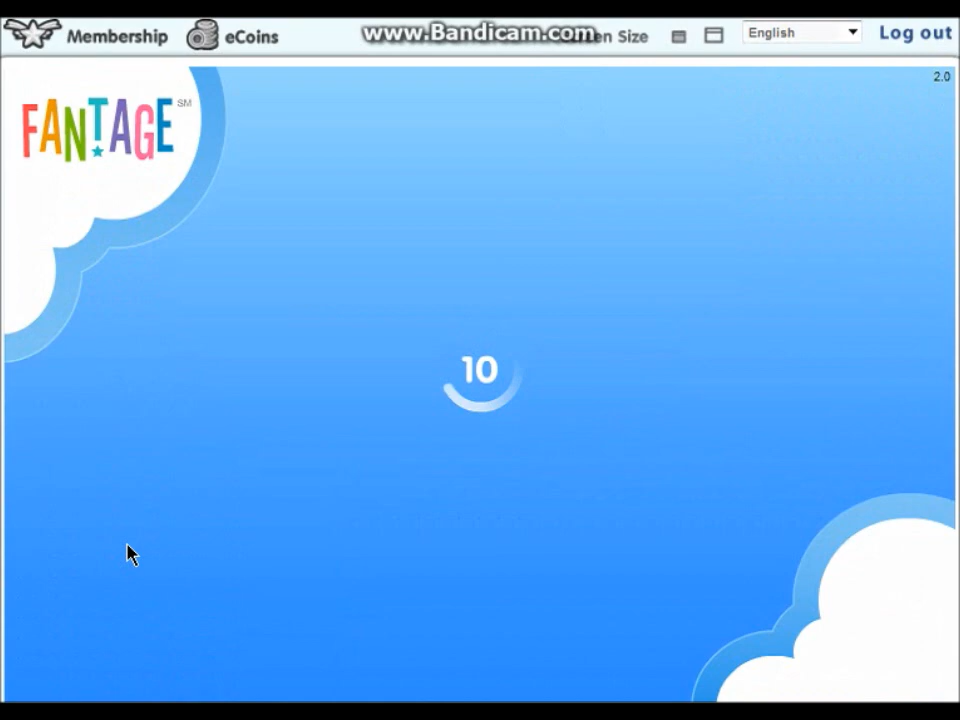 Membership
eCoins
www.Bandicam.com
en Size
English
Log out
2.0
FANTAGE SM
10